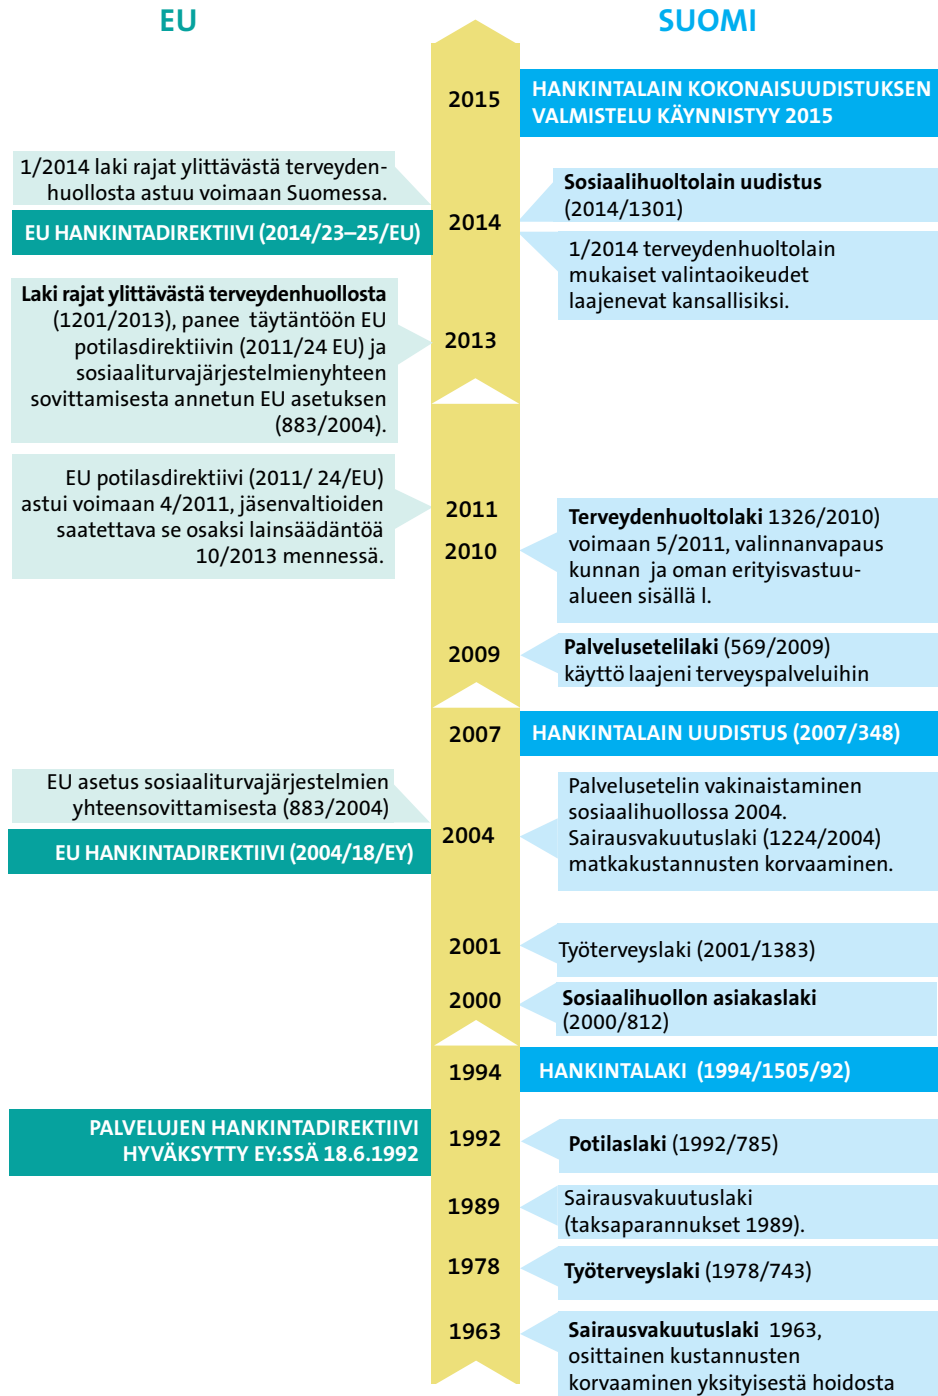 EU
SUOMI
2015
HANKINTALAIN KOKONAISUUDISTUKSEN
VALMISTELU KÄYNNISTYY 2015
1/2014 laki rajat ylittävästä terveyden-
huollosta astuu voimaan Suomessa.
EU HANKINTADIREKTIIVI (2014/23–25/EU)
2014
Sosiaalihuoltolain uudistus
(2014/1301)
1/2014 terveydenhuoltolain
mukaiset valintaoikeudet
laajenevat kansallisiksi.
Laki rajat ylittävästä terveydenhuollosta
(1201/2013), panee täytäntöön EU
potilasdirektiivin (2011/24 EU) ja
sosiaaliturvajärjestelmienyhteen
sovittamisesta annetun EU asetuksen
(883/2004).
2013
EU potilasdirektiivi (2011/ 24/EU)
astui voimaan 4/2011, jäsenvaltioiden
saatettava se osaksi lainsäädäntöä
10/2013 mennessä.
2011
2010
Terveydenhuoltolaki 1326/2010)
voimaan 5/2011, valinnanvapaus
kunnan ja oman erityisvastuu-
alueen sisällä l.
2009
Palvelusetelilaki (569/2009)
käyttö laajeni terveyspalveluihin
2007
HANKINTALAIN UUDISTUS (2007/348)
EU asetus sosiaaliturvajärjestelmien
yhteensovittamisesta (883/2004)
EU HANKINTADIREKTIIVI (2004/18/EY)
2004
Palvelusetelin vakinaistaminen
sosiaalihuollossa 2004.
Sairausvakuutuslaki (1224/2004)
matkakustannusten korvaaminen.
2001
Työterveyslaki (2001/1383)
2000
Sosiaalihuollon asiakaslaki
(2000/812)
1994
HANKINTALAKI (1994/1505/92)
PALVELUJEN HANKINTADIREKTIIVI
HYVÄKSYTTY EY:SSÄ 18.6.1992
1992
Potilaslaki (1992/785)
1989
Sairausvakuutuslaki
(taksaparannukset 1989).
1978
Työterveyslaki (1978/743)
1963
Sairausvakuutuslaki 1963,
osittainen kustannusten
korvaaminen yksityisestä hoidosta